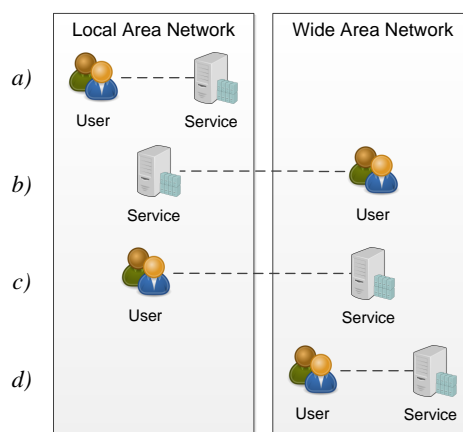 Local Area Network Wide Area Network
a)
User Service
b)
Service User
c)
User Service
d)
User Service